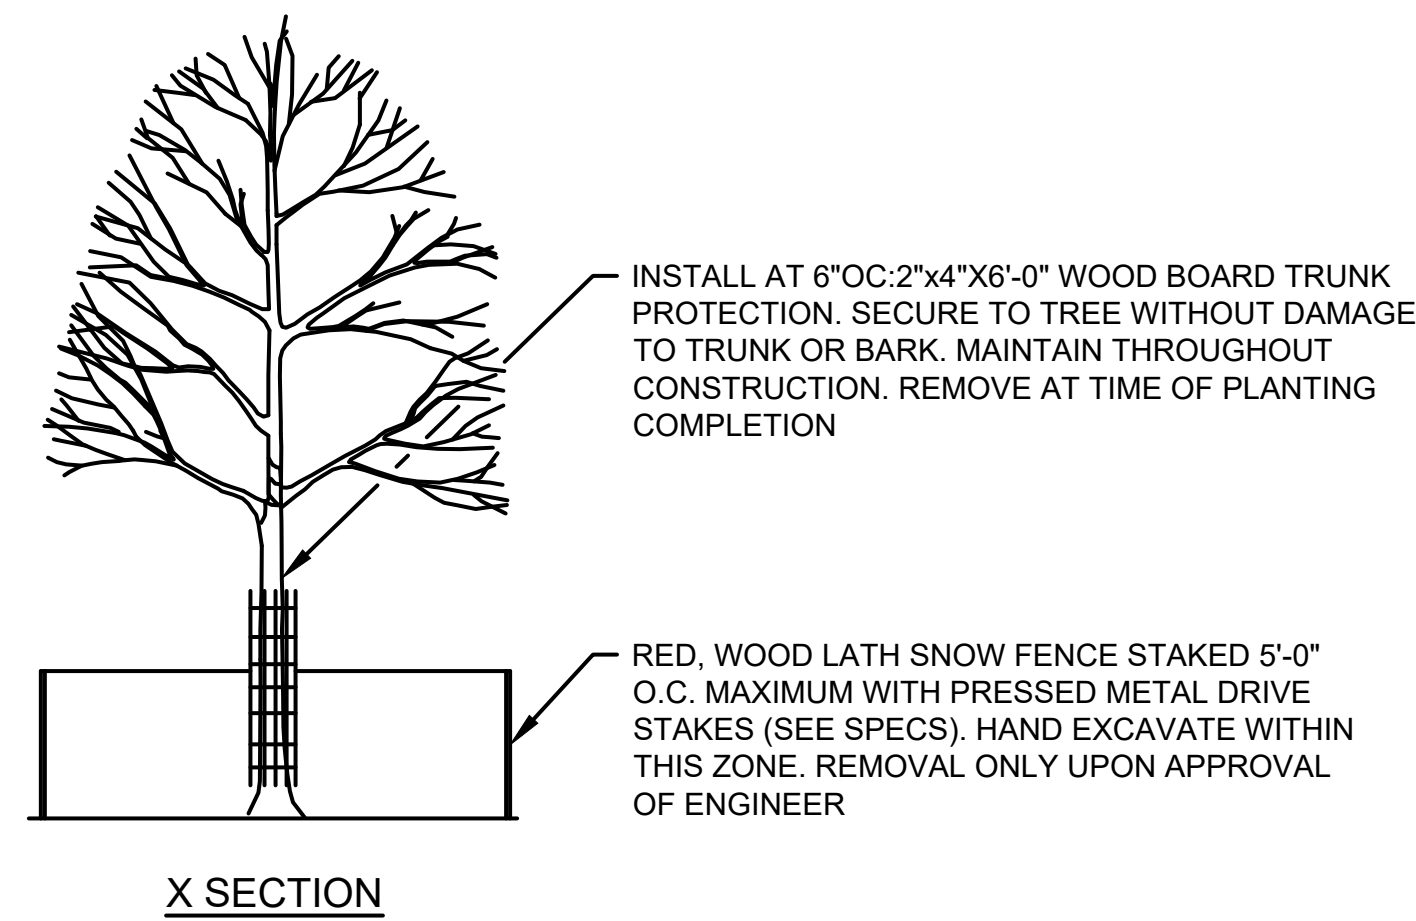 INSTALL AT 6"OC:2"x4"X6'-0" WOOD BOARD TRUNK
PROTECTION. SECURE TO TREE WITHOUT DAMAGE
TO TRUNK OR BARK. MAINTAIN THROUGHOUT
CONSTRUCTION. REMOVE AT TIME OF PLANTING
COMPLETION
RED, WOOD LATH SNOW FENCE STAKED 5'-0"
O.C. MAXIMUM WITH PRESSED METAL DRIVE
STAKES (SEE SPECS). HAND EXCAVATE WITHIN
THIS ZONE. REMOVAL ONLY UPON APPROVAL
OF ENGINEER
X SECTION